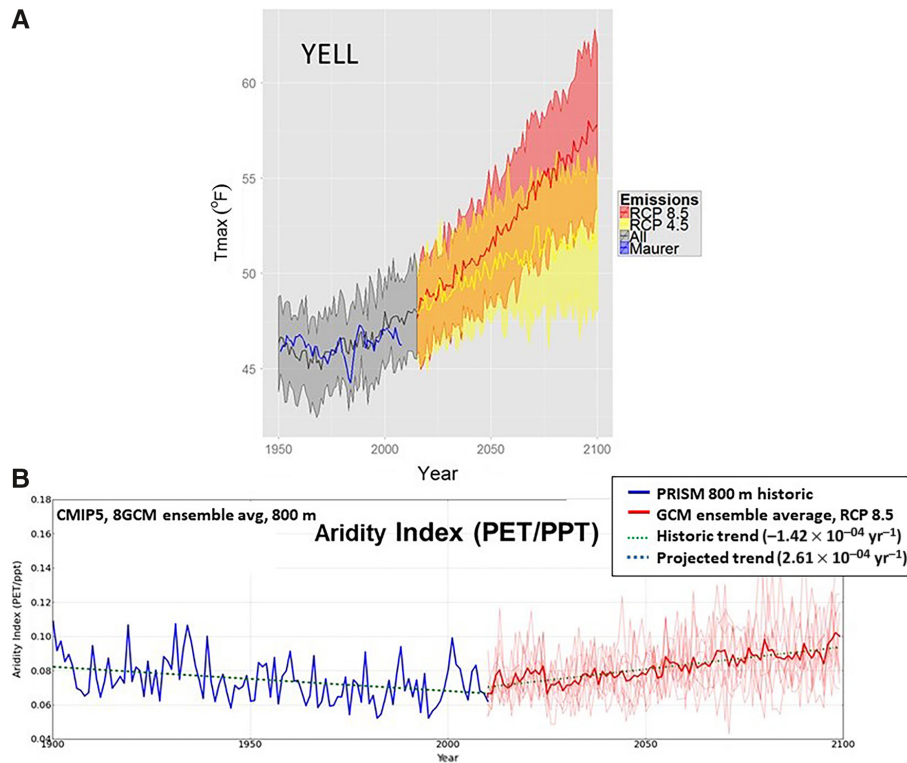 A
YELL
60
55
50
45
Tmax (°F)
1950 2000 2050 2100
Year
Emissions
RCP 8.5
RCP 4.5
All
Maurer
B
CMIP5, 8GCM ensemble avg, 800 m
Aridity Index (PET/PPT)
PRISM 800 m historic
GCM ensemble average, RCP 8.5
Historic trend (−1.42 × 10⁻⁰⁴ yr⁻¹)
Projected trend (2.61 × 10⁻⁰⁴ yr⁻¹)
0.18
0.16
0.14
0.12
0.10
0.08
0.06
0.04
Aridity Index (PET/ppt)
1900 1950 2000 2050 2100
Year